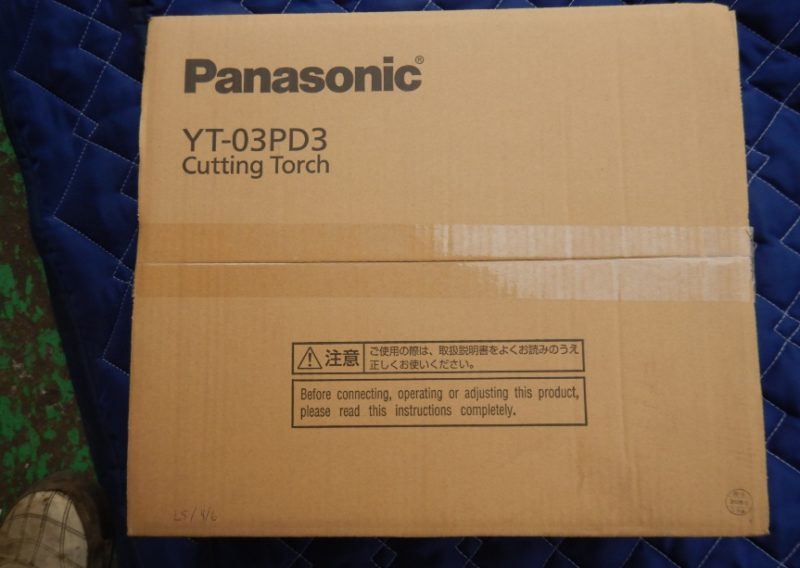 Panasonic®
YT-03PD3
Cutting Torch
注意
ご使用の際は、取扱説明書をよくお読みのうえ
正しくお使いください。
Before connecting, operating or adjusting this product,
please read this instructions completely.